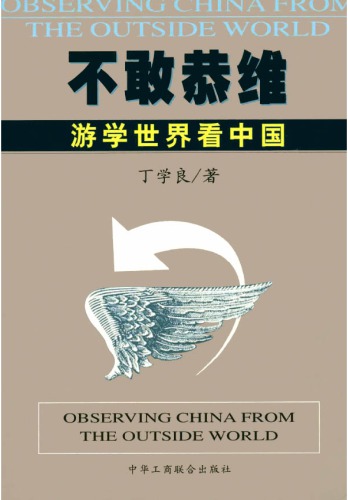 OBSERVING CHINA FROM
THE OUTSIDE WORLD
不敢恭维
游学世界看中国
丁学良/著
OBSERVING CHINA FROM
THE OUTSIDE WORLD
中华工商联合出版社